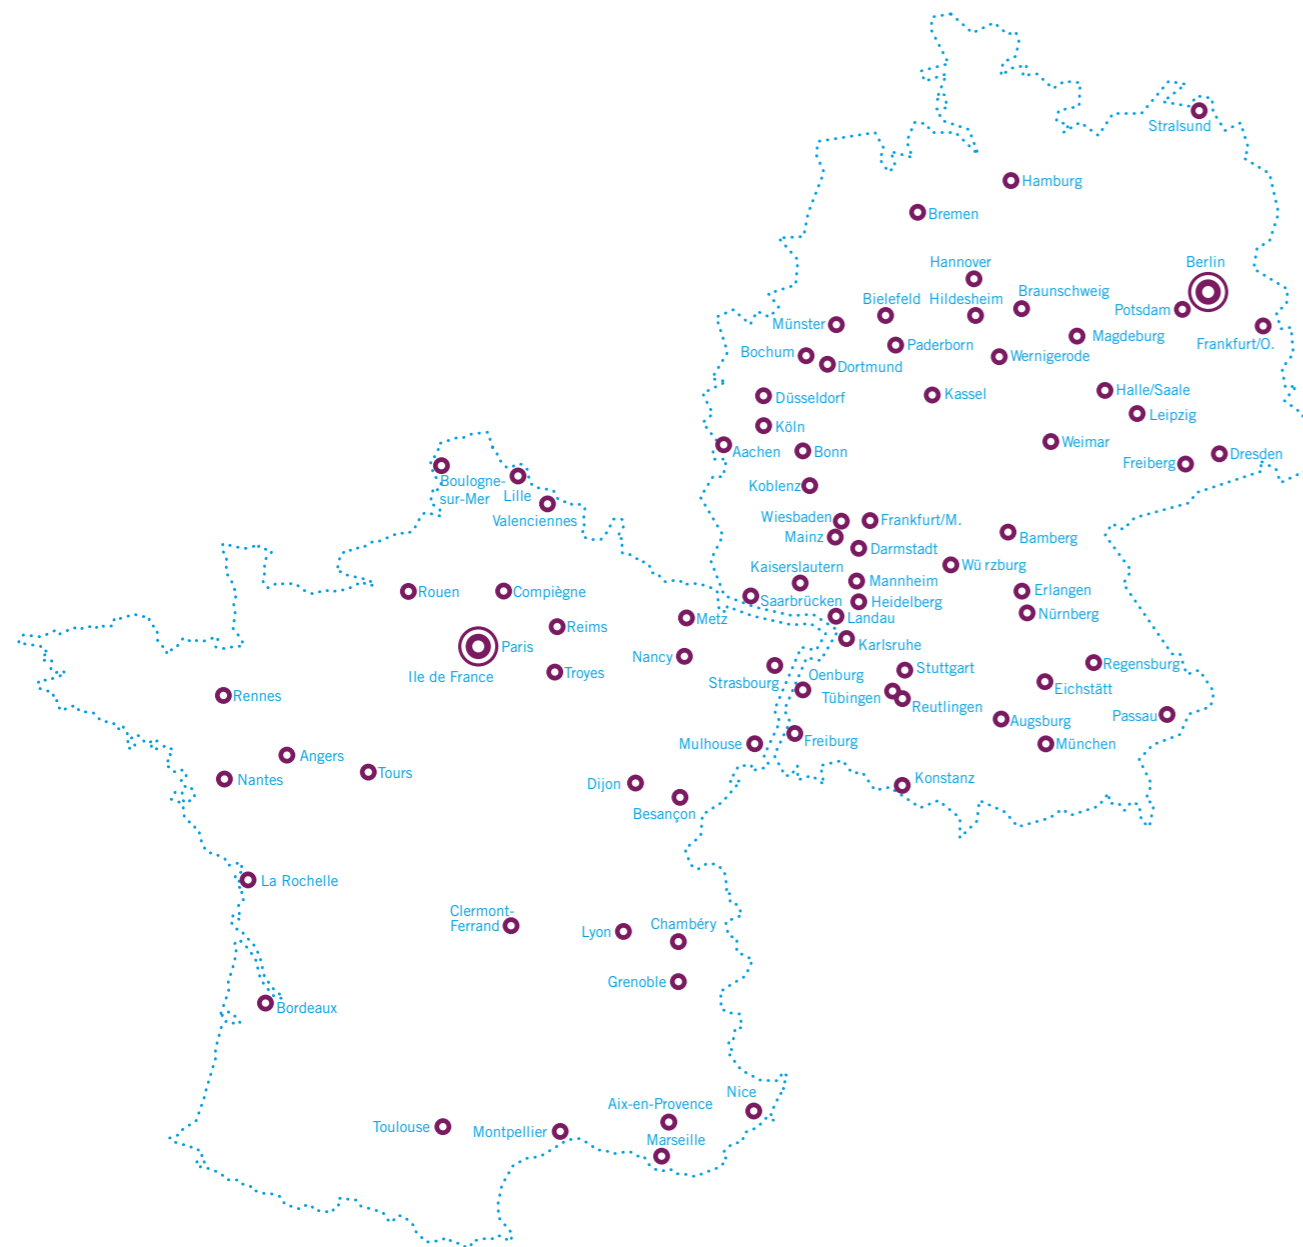 Stralsund
Hamburg
Bremen
Hannover
Berlin
Bielefeld
Hildesheim
Braunschweig
Potsdam
Münster
Magdeburg
Frankfurt/O.
Paderborn
Bochum
Wernigerode
Dortmund
Düsseldorf
Kassel
Halle/Saale
Leipzig
Köln
Weimar
Aachen
Bonn
Dresden
Freiberg
Boulogne-
sur-Mer
Lille
Koblenz
Valenciennes
Wiesbaden
Frankfurt/M.
Mainz
Bamberg
Darmstadt
Kaiserslautern
Wü rzburg
Mannheim
Rouen
Compiègne
Saarbrücken
Heidelberg
Erlangen
Nürnberg
Metz
Landau
Reims
Karlsruhe
Paris
Ile de France
Nancy
Troyes
Strasbourg
Oenburg
Stuttgart
Regensburg
Tübingen
Eichstätt
Rennes
Reutlingen
Augsburg
Passau
Mulhouse
Freiburg
München
Angers
Nantes
Tours
Dijon
Konstanz
Besançon
La Rochelle
Clermont-
Ferrand
Lyon
Chambéry
Grenoble
Bordeaux
Nice
Aix-en-Provence
Toulouse
Montpellier
Marseille